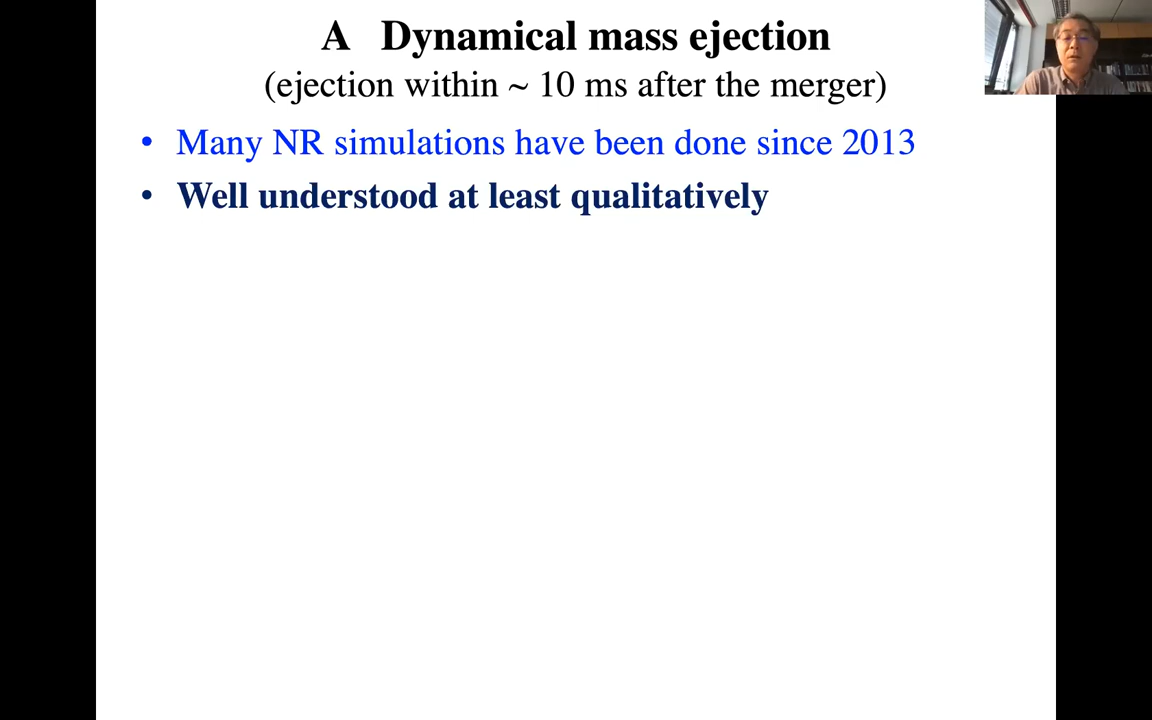 A Dynamical mass ejection
(ejection within ~ 10 ms after the merger)
• Many NR simulations have been done since 2013
• Well understood at least qualitatively